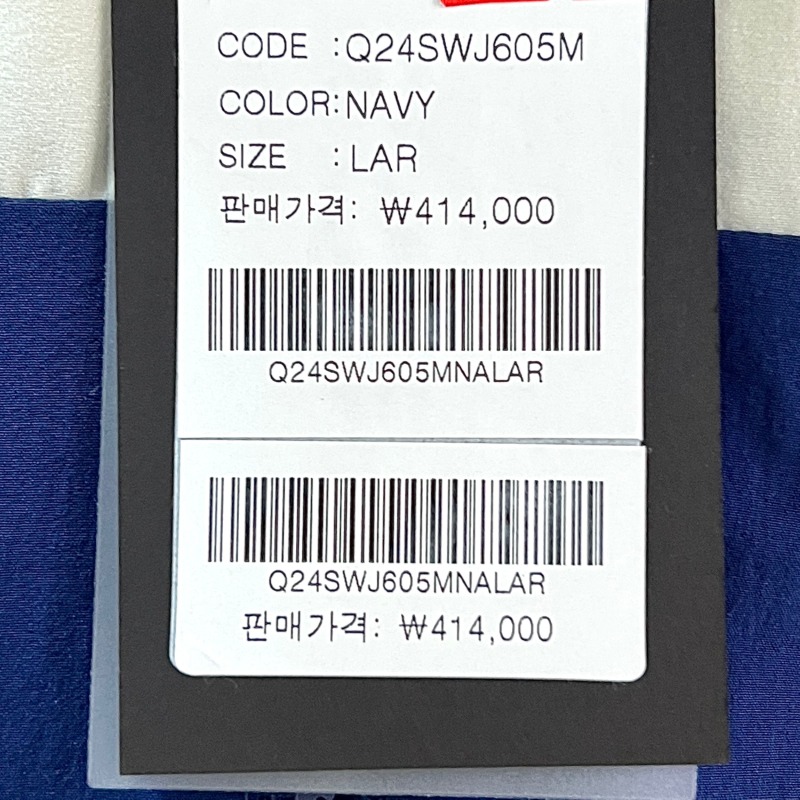 CODE :Q24SWJ605M
COLOR:NAVY
SIZE :LAR
판매가격: ₩414,000
Q24SWJ605MNALAR
Q24SWJ605MNALAR
판매가격: ₩414,000